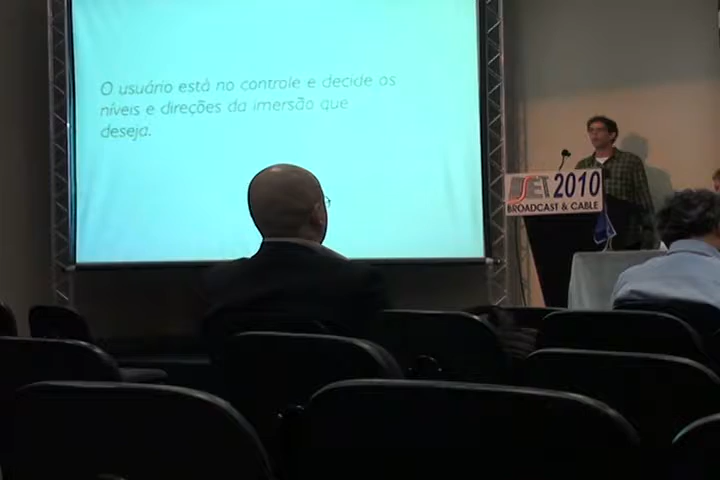 O usuário está no controle e decide os
níveis e direções da imersão que
deseja.
SET 2010
BROADCAST & CABLE